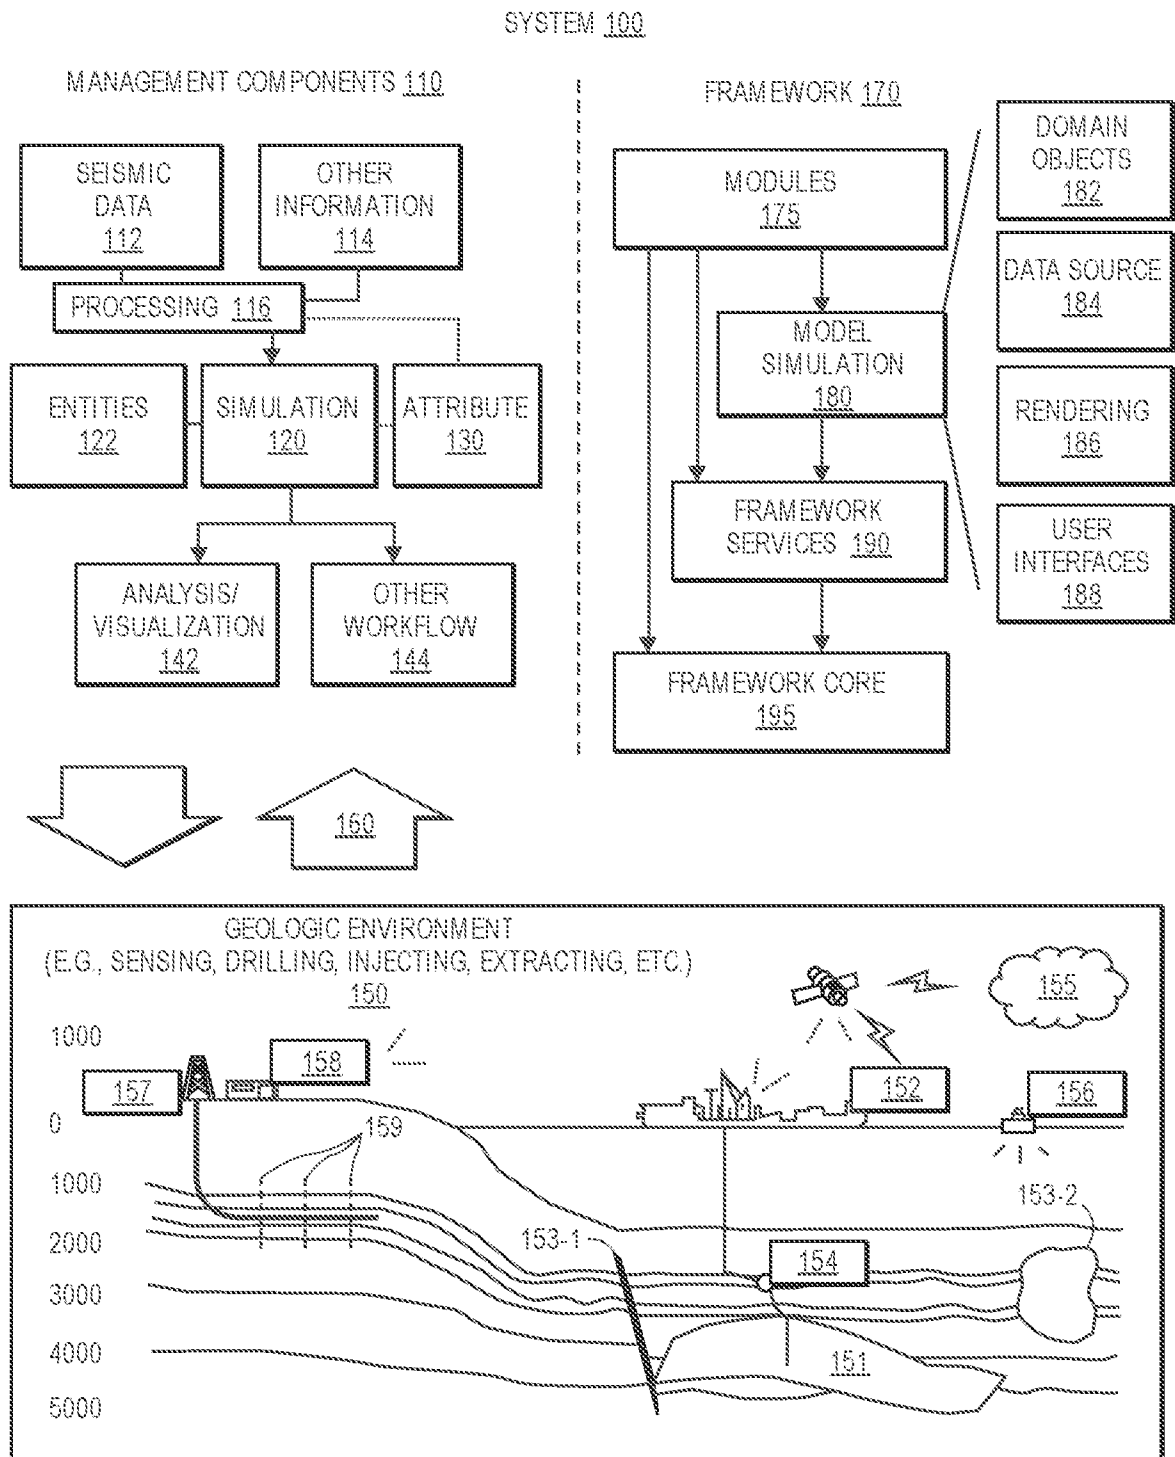 SYSTEM 100
MANAGEMENT COMPONENTS 110
SEISMIC
DATA
112
OTHER
INFORMATION
114
PROCESSING 116
ENTITIES
122
SIMULATION
120
ATTRIBUTE
130
ANALYSIS/
VISUALIZATION
142
OTHER
WORKFLOW
144
FRAMEWORK 170
MODULES
175
MODEL
SIMULATION
180
FRAMEWORK
SERVICES 190
FRAMEWORK CORE
195
DOMAIN
OBJECTS
182
DATA SOURCE
184
RENDERING
186
USER
INTERFACES
188
160
GEOLOGIC ENVIRONMENT
(E.G., SENSING, DRILLING, INJECTING, EXTRACTING, ETC.)
150
155
1000
158
157
152
156
0
159
1000
153-2
2000
153-1
154
3000
4000
151
5000